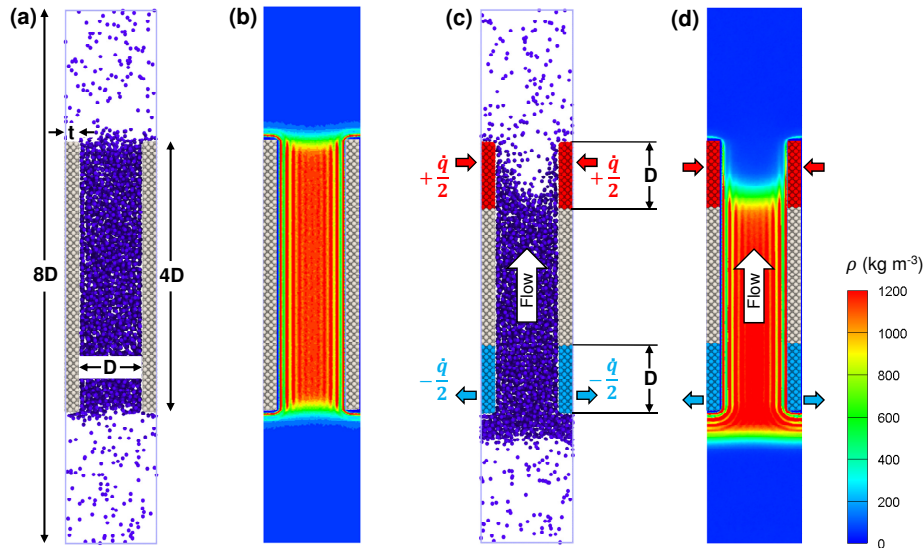 (a)
(b)
(c)
(d)
t
8D
4D
D
+ q̇/2
+ q̇/2
D
Flow
Flow
− q̇/2
− q̇/2
D
ρ (kg m⁻³)
1200
1000
800
600
400
200
0